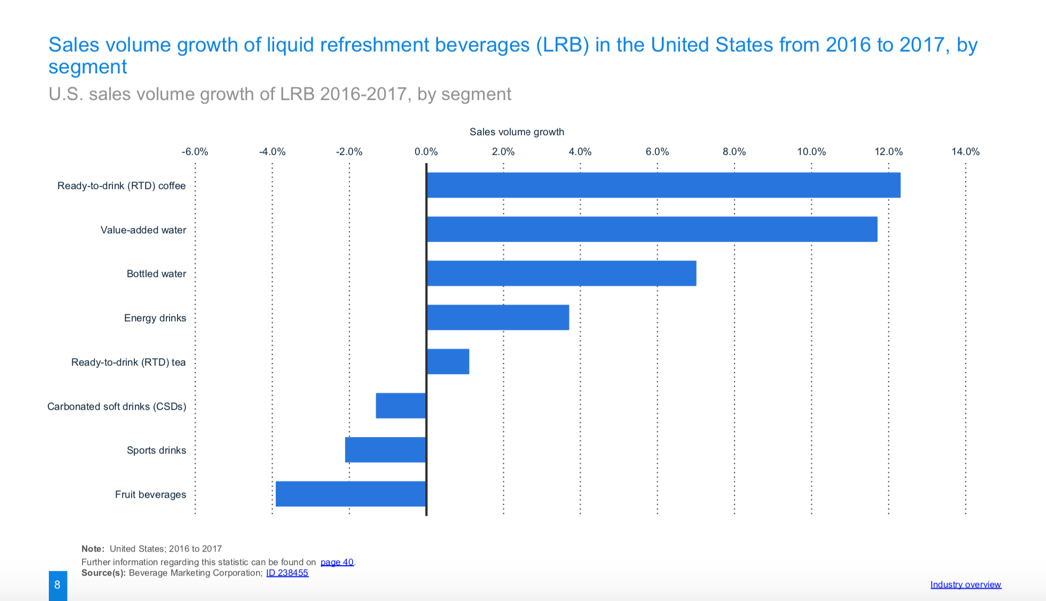 Sales volume growth of liquid refreshment beverages (LRB) in the United States from 2016 to 2017, by
segment
U.S. sales volume growth of LRB 2016-2017, by segment
Sales volume growth
-6.0% -4.0% -2.0% 0.0% 2.0% 4.0% 6.0% 8.0% 10.0% 12.0% 14.0%
Ready-to-drink (RTD) coffee
Value-added water
Bottled water
Energy drinks
Ready-to-drink (RTD) tea
Carbonated soft drinks (CSDs)
Sports drinks
Fruit beverages
Note: United States; 2016 to 2017
Further information regarding this statistic can be found on page 40.
Source(s): Beverage Marketing Corporation; ID 238455
8
Industry overview